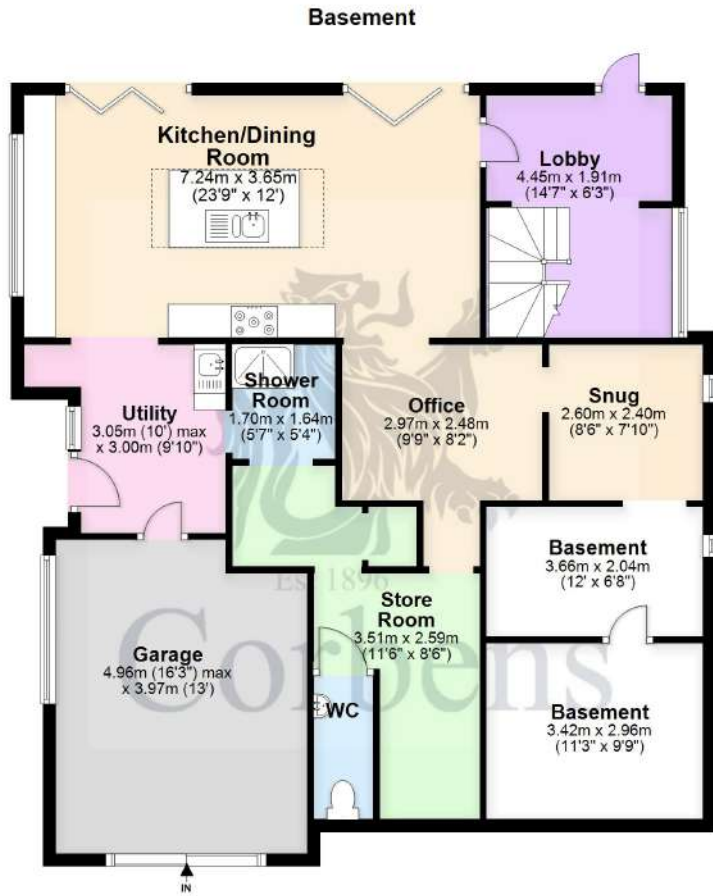 Basement
Kitchen/Dining
Room
7.24m x 3.65m
(23'9" x 12')
Lobby
4.45m x 1.91m
(14'7" x 6'3")
Utility
3.05m (10') max
x 3.00m (9'10")
Shower
Room
1.70m x 1.64m
(5'7" x 5'4")
Office
2.97m x 2.48m
(9'9" x 8'2")
Snug
2.60m x 2.40m
(8'6" x 7'10")
Basement
3.66m x 2.04m
(12' x 6'8")
Est 1896
Store
Room
3.51m x 2.59m
(11'6" x 8'6")
Corbens
Garage
4.96m (16'3") max
x 3.97m (13')
WC
Basement
3.42m x 2.96m
(11'3" x 9'9")
IN